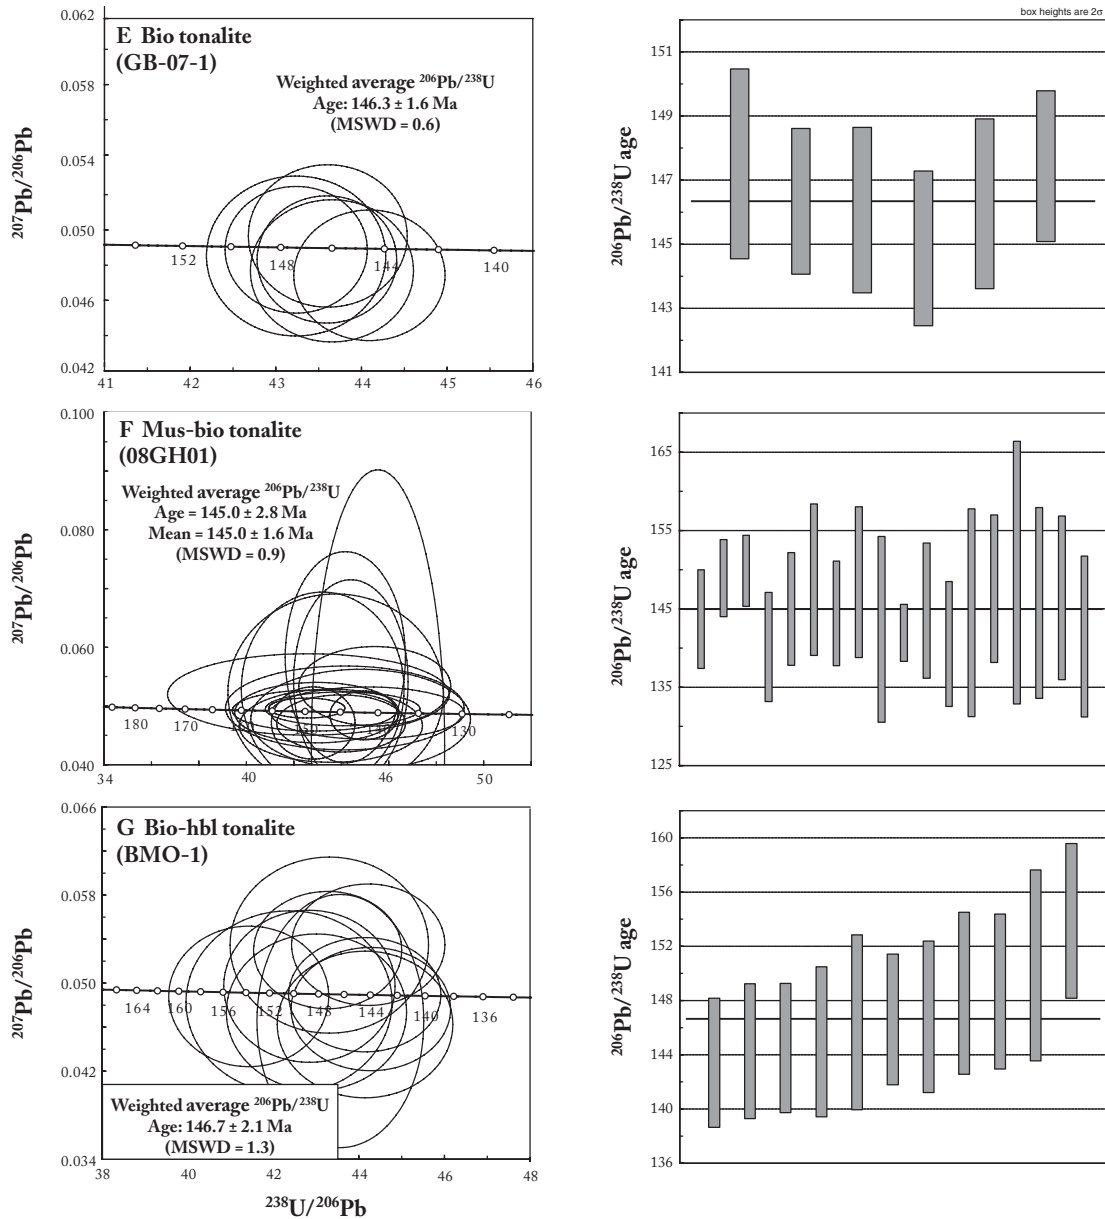 box heights are 2σ
0.062
0.058
0.054
0.050
0.046
0.042
²⁰⁷Pb/²⁰⁶Pb
E Bio tonalite
(GB-07-1)
Weighted average ²⁰⁶Pb/²³⁸U
Age: 146.3 ± 1.6 Ma
(MSWD = 0.6)
152
148
144
140
41
42
43
44
45
46
151
149
147
145
143
141
²⁰⁶Pb/²³⁸U age
0.100
0.080
0.060
0.040
²⁰⁷Pb/²⁰⁶Pb
F Mus-bio tonalite
(08GH01)
Weighted average ²⁰⁶Pb/²³⁸U
Age = 145.0 ± 2.8 Ma
Mean = 145.0 ± 1.6 Ma
(MSWD = 0.9)
180
170
150
130
34
40
46
50
165
155
145
135
125
²⁰⁶Pb/²³⁸U age
0.066
0.058
0.050
0.042
0.034
²⁰⁷Pb/²⁰⁶Pb
G Bio-hbl tonalite
(BMO-1)
164
160
156
152
148
144
140
136
Weighted average ²⁰⁶Pb/²³⁸U
Age: 146.7 ± 2.1 Ma
(MSWD = 1.3)
38
40
42
44
46
48
²³⁸U/²⁰⁶Pb
160
156
152
148
144
140
136
²⁰⁶Pb/²³⁸U age